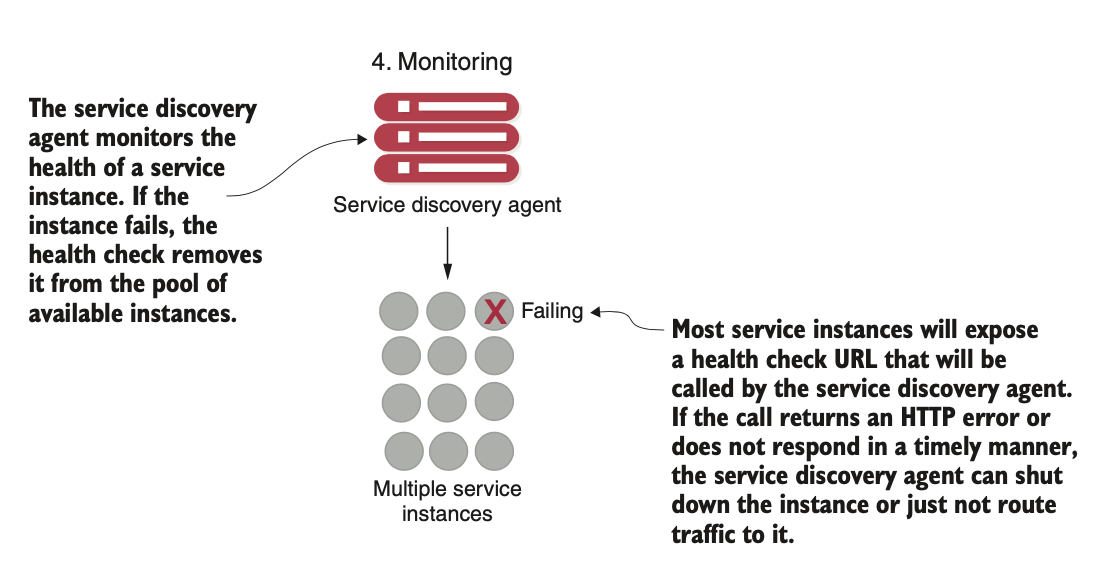 4. Monitoring
The service discovery
agent monitors the
health of a service
instance. If the
instance fails, the
health check removes
it from the pool of
available instances.
Service discovery agent
X
Failing
Most service instances will expose
a health check URL that will be
called by the service discovery agent.
If the call returns an HTTP error or
does not respond in a timely manner,
the service discovery agent can shut
down the instance or just not route
traffic to it.
Multiple service
instances